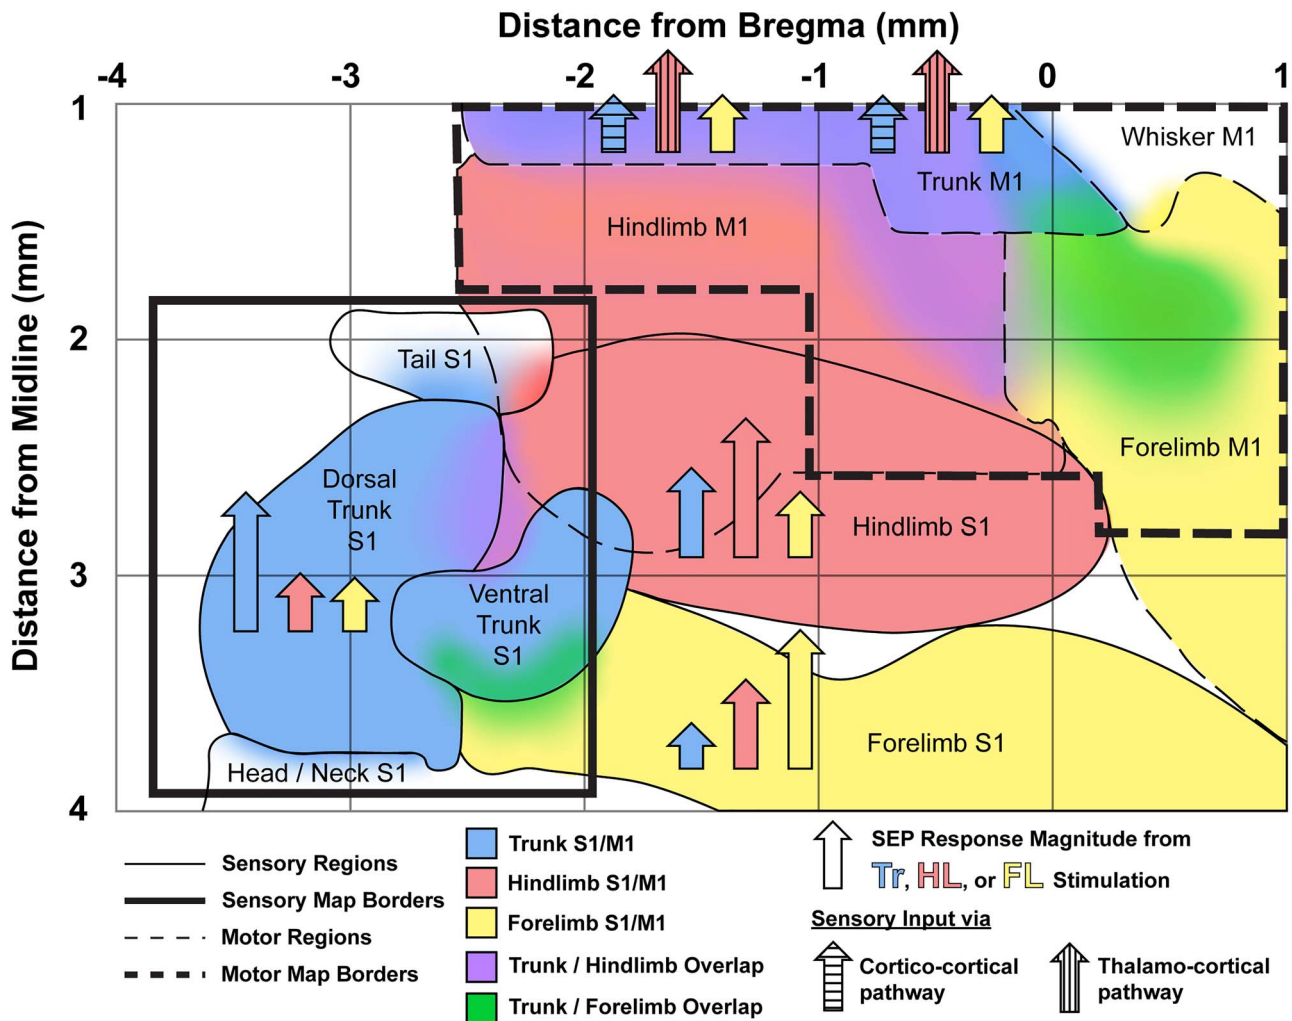 Distance from Bregma (mm)
-4 -3 -2 -1 0 1
Distance from Midline (mm)
1
2
3
4
Whisker M1
Trunk M1
Hindlimb M1
Tail S1
Forelimb M1
Dorsal
Trunk
S1
Hindlimb S1
Ventral
Trunk
S1
Forelimb S1
Head / Neck S1
Sensory Regions
Sensory Map Borders
Motor Regions
Motor Map Borders
Trunk S1/M1
Hindlimb S1/M1
Forelimb S1/M1
Trunk / Hindlimb Overlap
Trunk / Forelimb Overlap
SEP Response Magnitude from
Tr, HL, or FL Stimulation
Sensory Input via
Cortico-cortical
pathway
Thalamo-cortical
pathway